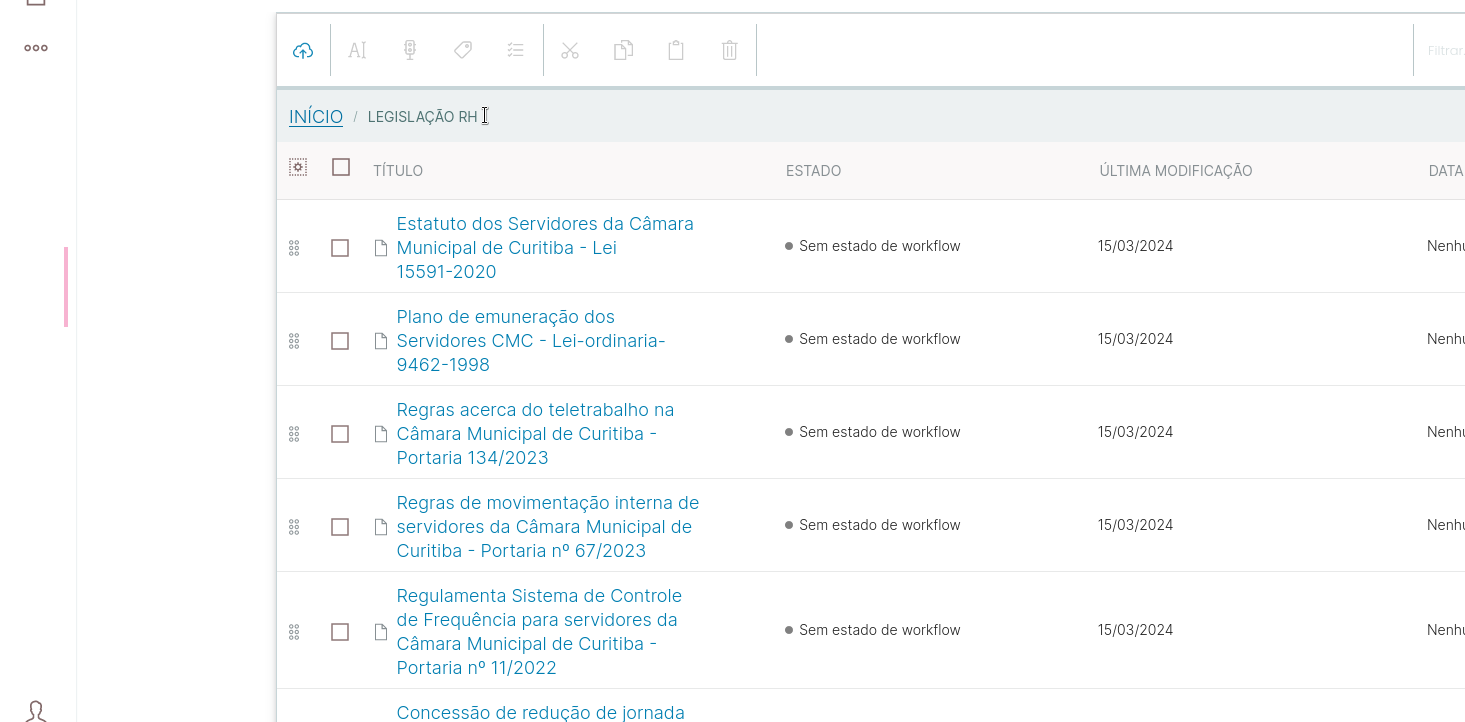 Filtrar
INÍCIO / LEGISLAÇÃO RH
TÍTULO ESTADO ÚLTIMA MODIFICAÇÃO DATA
Estatuto dos Servidores da Câmara
Municipal de Curitiba - Lei
15591-2020
Sem estado de workflow 15/03/2024 Nenhu
Plano de emuneração dos
Servidores CMC - Lei-ordinaria-
9462-1998
Sem estado de workflow 15/03/2024 Nenhu
Regras acerca do teletrabalho na
Câmara Municipal de Curitiba -
Portaria 134/2023
Sem estado de workflow 15/03/2024 Nenhu
Regras de movimentação interna de
servidores da Câmara Municipal de
Curitiba - Portaria nº 67/2023
Sem estado de workflow 15/03/2024 Nenhu
Regulamenta Sistema de Controle
de Frequência para servidores da
Câmara Municipal de Curitiba -
Portaria nº 11/2022
Sem estado de workflow 15/03/2024 Nenhu
Concessão de redução de jornada